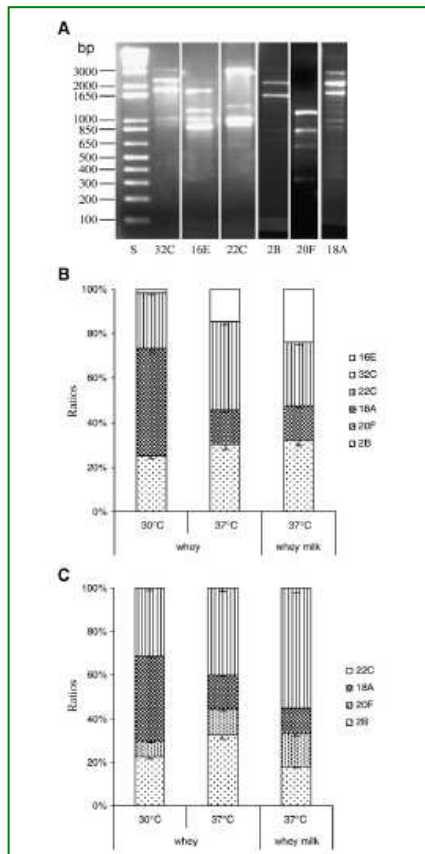 A
bp
3000
2000
1650
1000
850
650
500
400
300
200
100
S 32C 16E 22C 2B 20F 18A
B
100%
80%
60%
40%
20%
0%
Ratios
16E
32C
22C
18A
20F
2B
30°C 37°C 37°C
whey whey milk
C
100%
80%
60%
40%
20%
0%
Ratios
22C
18A
20F
2B
30°C 37°C 37°C
whey whey milk